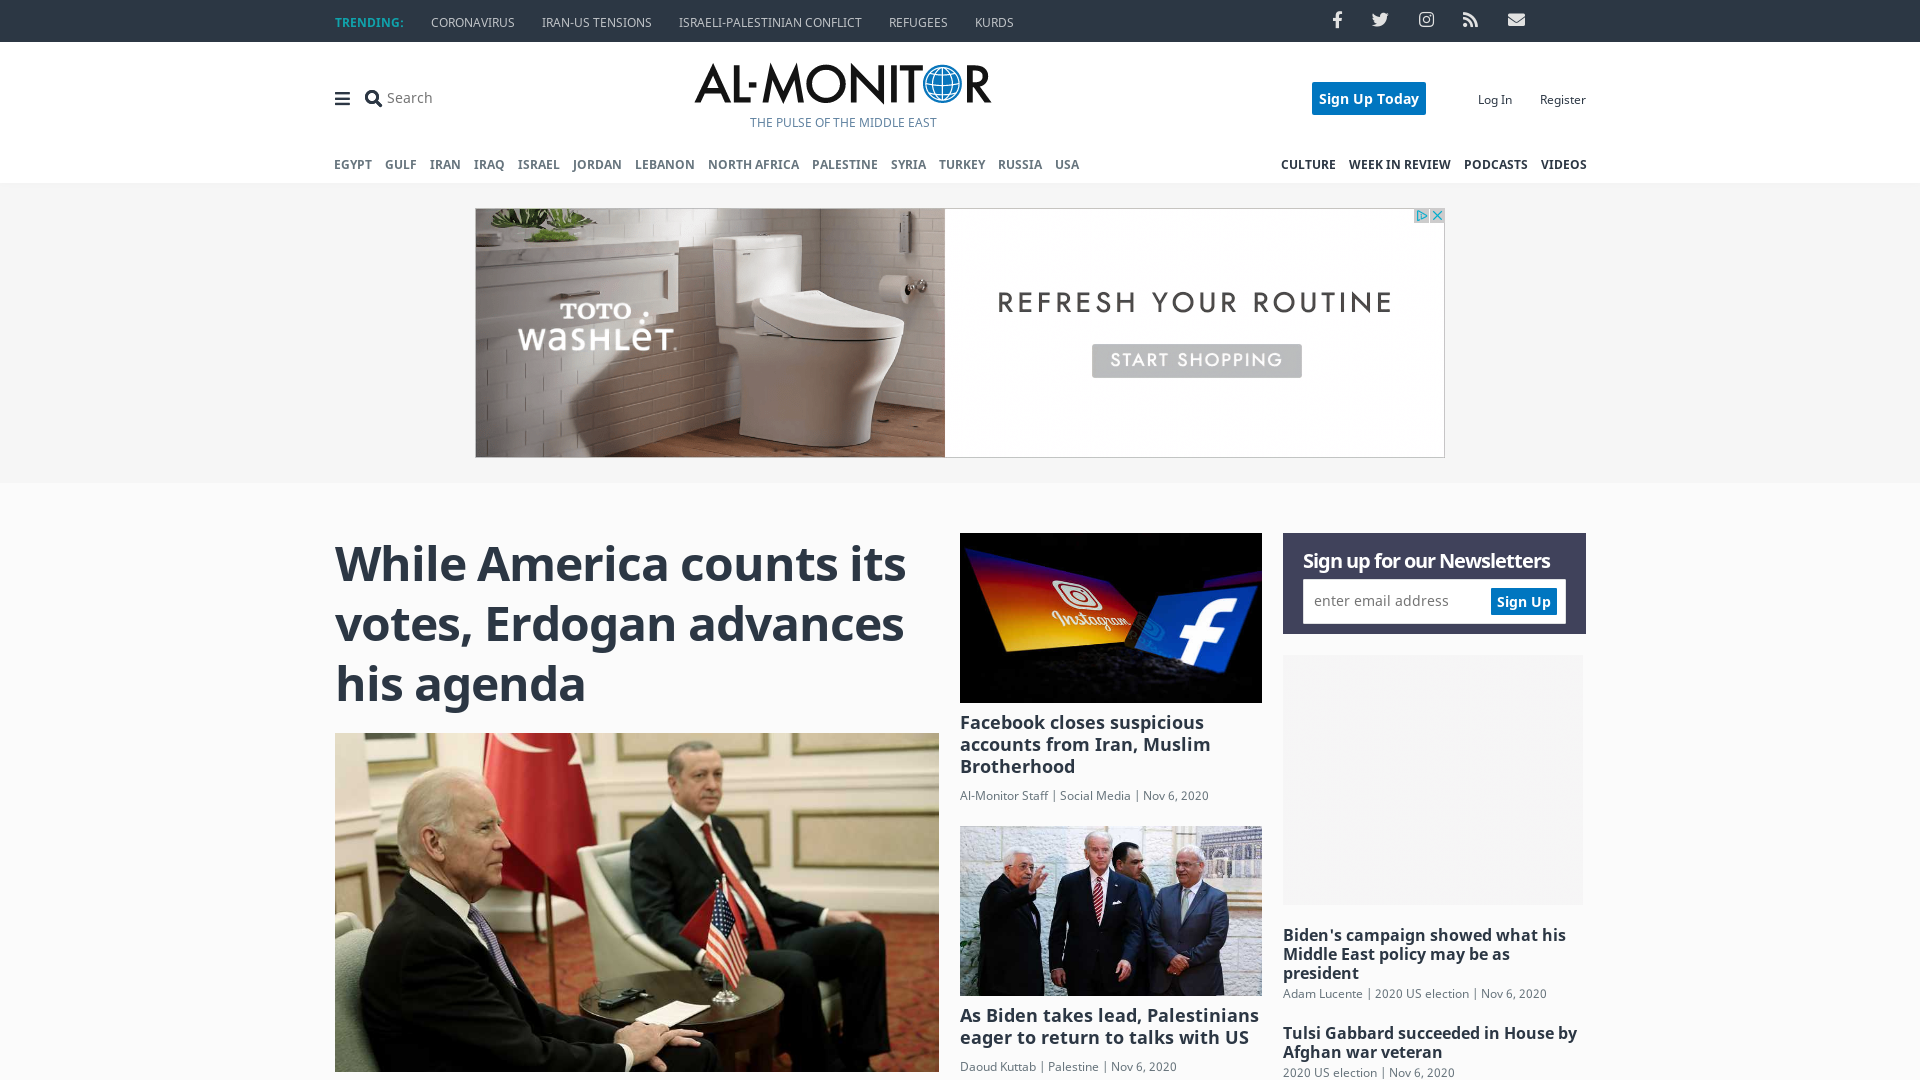 TRENDING: CORONAVIRUS IRAN-US TENSIONS ISRAELI-PALESTINIAN CONFLICT REFUGEES KURDS
Search
AL-MONITOR
THE PULSE OF THE MIDDLE EAST
Sign Up Today Log In Register
EGYPT GULF IRAN IRAQ ISRAEL JORDAN LEBANON NORTH AFRICA PALESTINE SYRIA TURKEY RUSSIA USA CULTURE WEEK IN REVIEW PODCASTS VIDEOS
TOTO
WASHLET
REFRESH YOUR ROUTINE
START SHOPPING
While America counts its
votes, Erdogan advances
his agenda
Instagram
Facebook closes suspicious
accounts from Iran, Muslim
Brotherhood
Al-Monitor Staff | Social Media | Nov 6, 2020
As Biden takes lead, Palestinians
eager to return to talks with US
Daoud Kuttab | Palestine | Nov 6, 2020
Sign up for our Newsletters
enter email address Sign Up
Biden's campaign showed what his
Middle East policy may be as
president
Adam Lucente | 2020 US election | Nov 6, 2020
Tulsi Gabbard succeeded in House by
Afghan war veteran
2020 US election | Nov 6, 2020